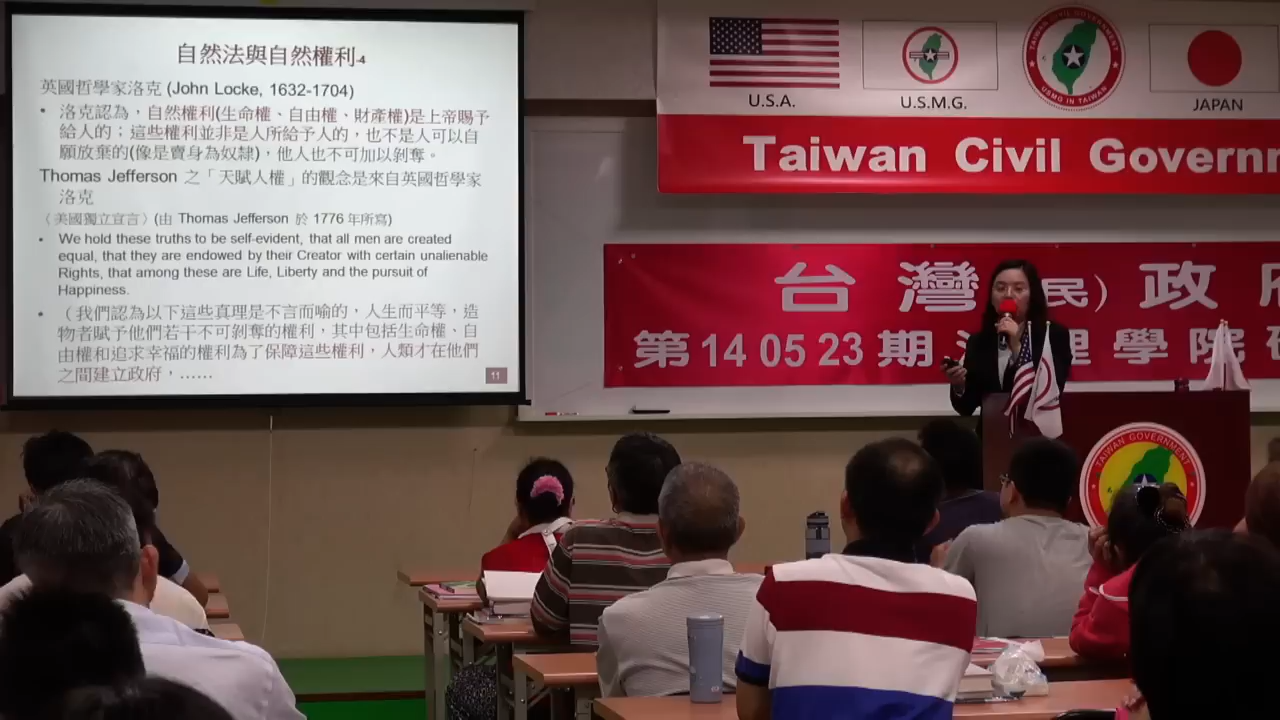 自然法與自然權利-4
英國哲學家洛克 (John Locke, 1632-1704)
• 洛克認為，自然權利(生命權、自由權、財產權)是上帝賜予
給人的；這些權利並非是人所給予人的，也不是人可以自
願放棄的(像是賣身為奴隸)，他人也不可加以剝奪。
Thomas Jefferson 之「天賦人權」的觀念是來自英國哲學家
洛克
〈美國獨立宣言〉(由 Thomas Jefferson 於 1776 年所寫)
• We hold these truths to be self-evident, that all men are created
equal, that they are endowed by their Creator with certain unalienable
Rights, that among these are Life, Liberty and the pursuit of
Happiness.
• （我們認為以下這些真理是不言而喻的，人生而平等，造
物者賦予他們若干不可剝奪的權利，其中包括生命權、自
由權和追求幸福的權利為了保障這些權利，人類才在他們
之間建立政府，……
11
U.S.A.
U.S.M.G.
TAIWAN CIVIL GOVERNMENT
USMG IN TAIWAN
JAPAN
Taiwan Civil Governm
台灣 民) 政府
第 14 05 23 期 理學院
TAIWAN GOVERNMENT